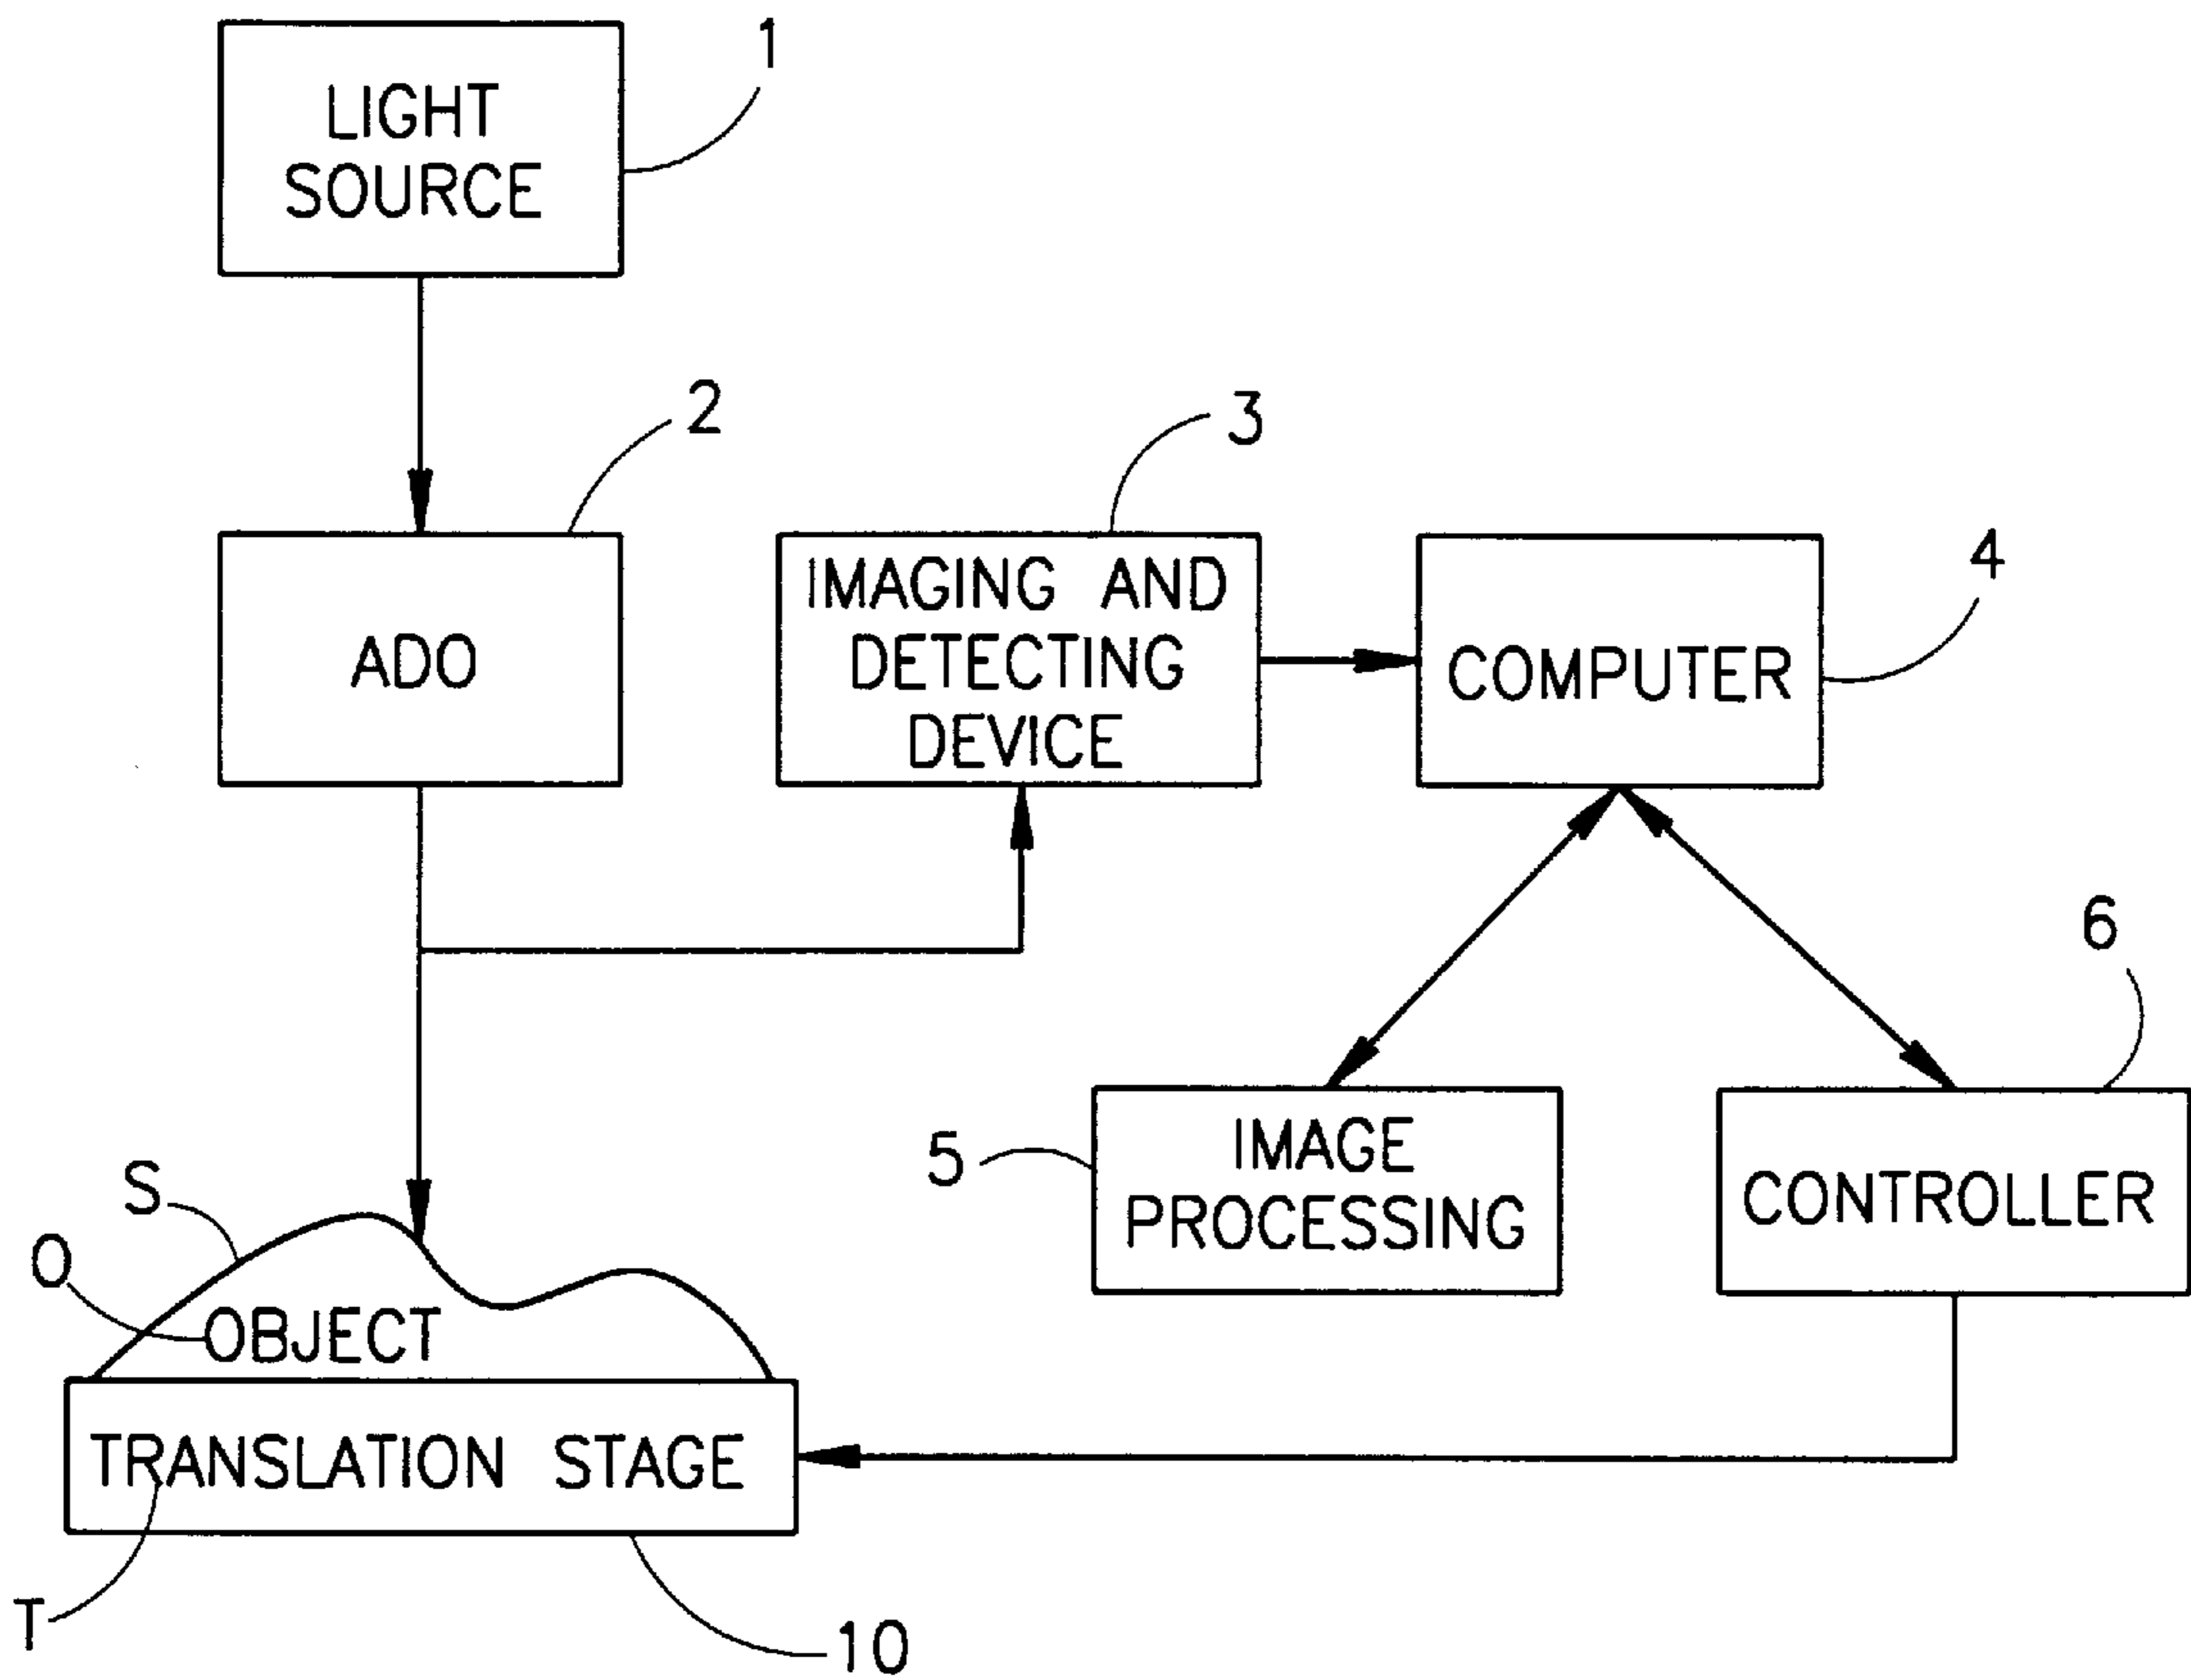 1
LIGHT
SOURCE
2
3
4
ADO
IMAGING AND
DETECTING
DEVICE
COMPUTER
6
5
IMAGE
PROCESSING
CONTROLLER
S
O
OBJECT
TRANSLATION STAGE
T
10